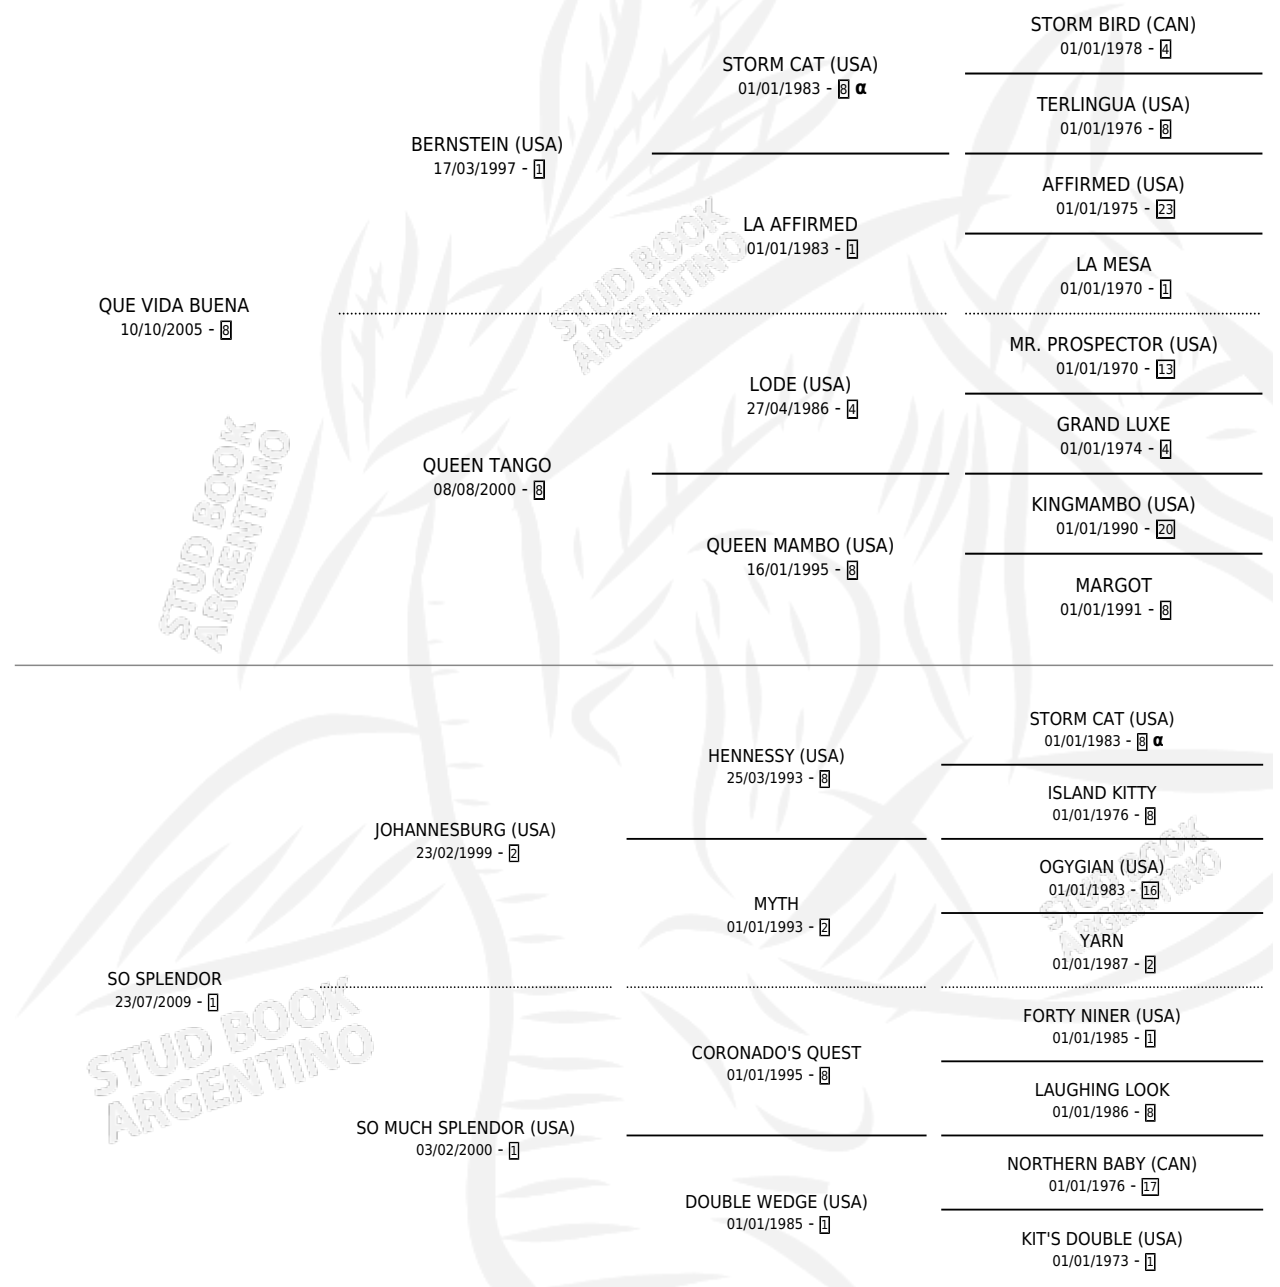 STORM BIRD (CAN)
01/01/1978 - 4
STORM CAT (USA)
01/01/1983 - 8 α
TERLINGUA (USA)
01/01/1976 - 8
BERNSTEIN (USA)
17/03/1997 - 1
AFFIRMED (USA)
01/01/1975 - 23
LA AFFIRMED
01/01/1983 - 1
LA MESA
01/01/1970 - 1
QUE VIDA BUENA
10/10/2005 - 8
MR. PROSPECTOR (USA)
01/01/1970 - 13
LODE (USA)
27/04/1986 - 4
GRAND LUXE
01/01/1974 - 4
QUEEN TANGO
08/08/2000 - 8
KINGMAMBO (USA)
01/01/1990 - 20
QUEEN MAMBO (USA)
16/01/1995 - 8
MARGOT
01/01/1991 - 8
STORM CAT (USA)
01/01/1983 - 8 α
HENNESSY (USA)
25/03/1993 - 8
ISLAND KITTY
01/01/1976 - 8
JOHANNESBURG (USA)
23/02/1999 - 2
OGYGIAN (USA)
01/01/1983 - 16
MYTH
01/01/1993 - 2
YARN
01/01/1987 - 2
SO SPLENDOR
23/07/2009 - 1
FORTY NINER (USA)
01/01/1985 - 1
CORONADO'S QUEST
01/01/1995 - 8
LAUGHING LOOK
01/01/1986 - 8
SO MUCH SPLENDOR (USA)
03/02/2000 - 1
NORTHERN BABY (CAN)
01/01/1976 - 17
DOUBLE WEDGE (USA)
01/01/1985 - 1
KIT'S DOUBLE (USA)
01/01/1973 - 1
STUD BOOK
ARGENTINO
STUD BOOK
ARGENTINO
STUD BOOK
ARGENTINO
STUD BOOK
ARGENTINO